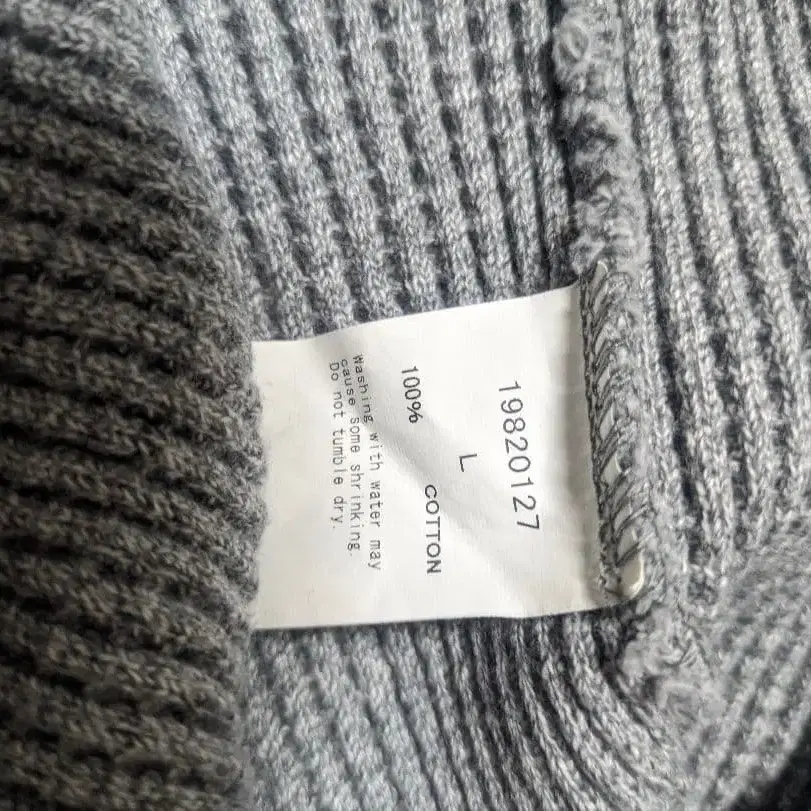 19820127
L
100% COTTON
Washing with water may
cause some shrinking.
Do not tumble dry.